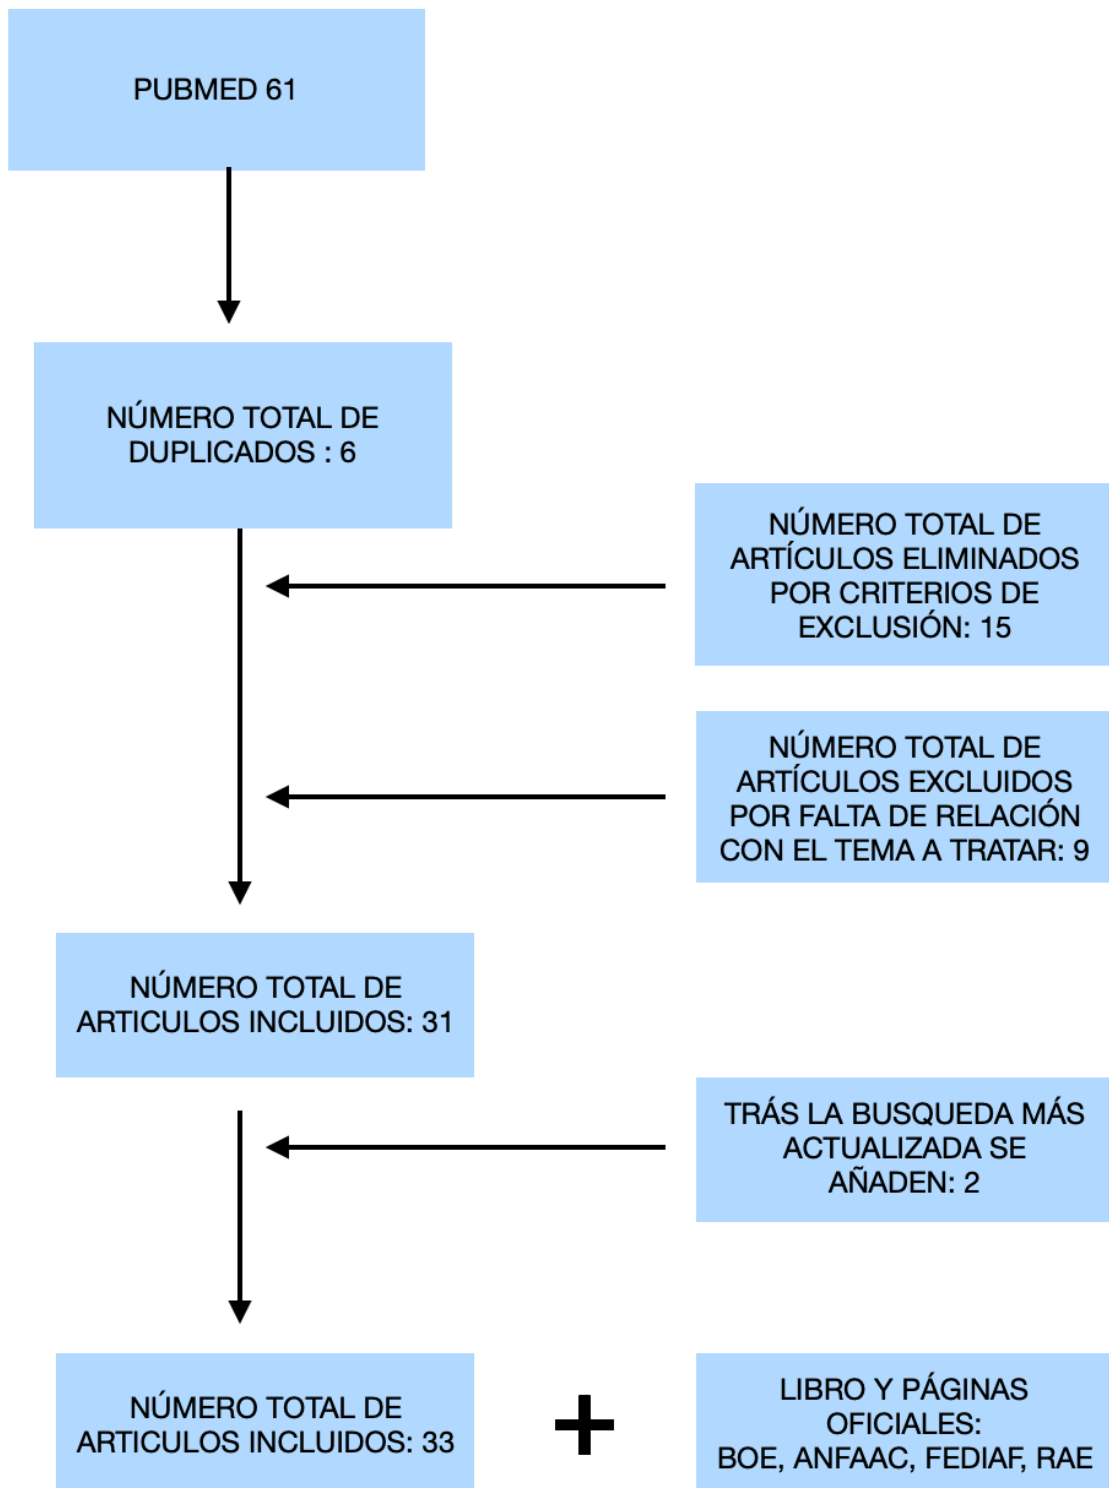 PUBMED 61
NÚMERO TOTAL DE
DUPLICADOS : 6
NÚMERO TOTAL DE
ARTÍCULOS ELIMINADOS
POR CRITERIOS DE
EXCLUSIÓN: 15
NÚMERO TOTAL DE
ARTÍCULOS EXCLUIDOS
POR FALTA DE RELACIÓN
CON EL TEMA A TRATAR: 9
NÚMERO TOTAL DE
ARTICULOS INCLUIDOS: 31
TRÁS LA BUSQUEDA MÁS
ACTUALIZADA SE
AÑADEN: 2
NÚMERO TOTAL DE
ARTICULOS INCLUIDOS: 33
+
LIBRO Y PÁGINAS
OFICIALES:
BOE, ANFAAC, FEDIAF, RAE